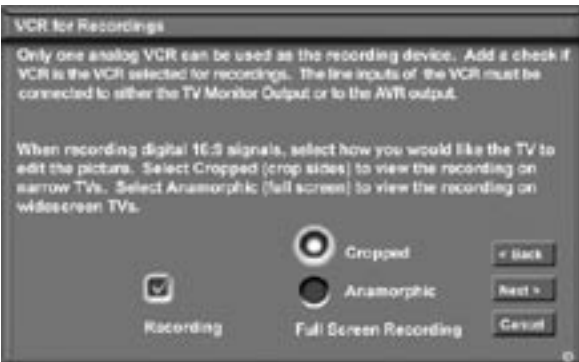 VCR for Recordings
Only one analog VCR can be used as the recording device. Add a check if
VCR is the VCR selected for recordings. The line inputs of the VCR must be
connected to either the TV Monitor Output or to the AVR output.
When recording digital 16:9 signals, select how you would like the TV to
edit the picture. Select Cropped (crop sides) to view the recording on
narrow TVs. Select Anamorphic (full screen) to view the recording on
widescreen TVs.
Cropped
< Back
Anamorphic
Next >
Recording
Full Screen Recording
Cancel